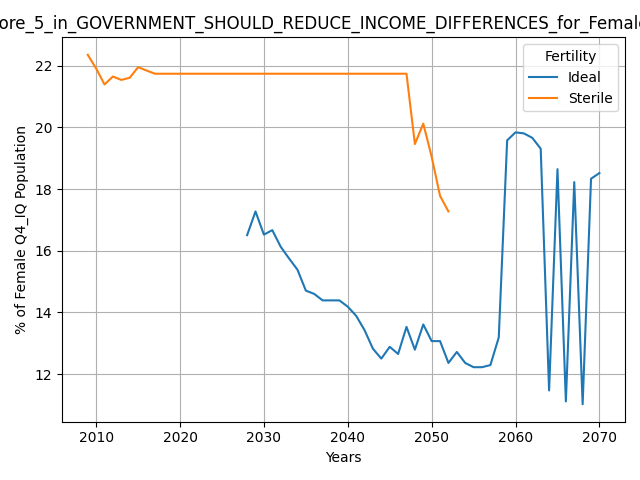 ore_5_in_GOVERNMENT_SHOULD_REDUCE_INCOME_DIFFERENCES_for_Female
Fertility
Ideal
Sterile
% of Female Q4_IQ Population
22
20
18
16
14
12
2010 2020 2030 2040 2050 2060 2070
Years